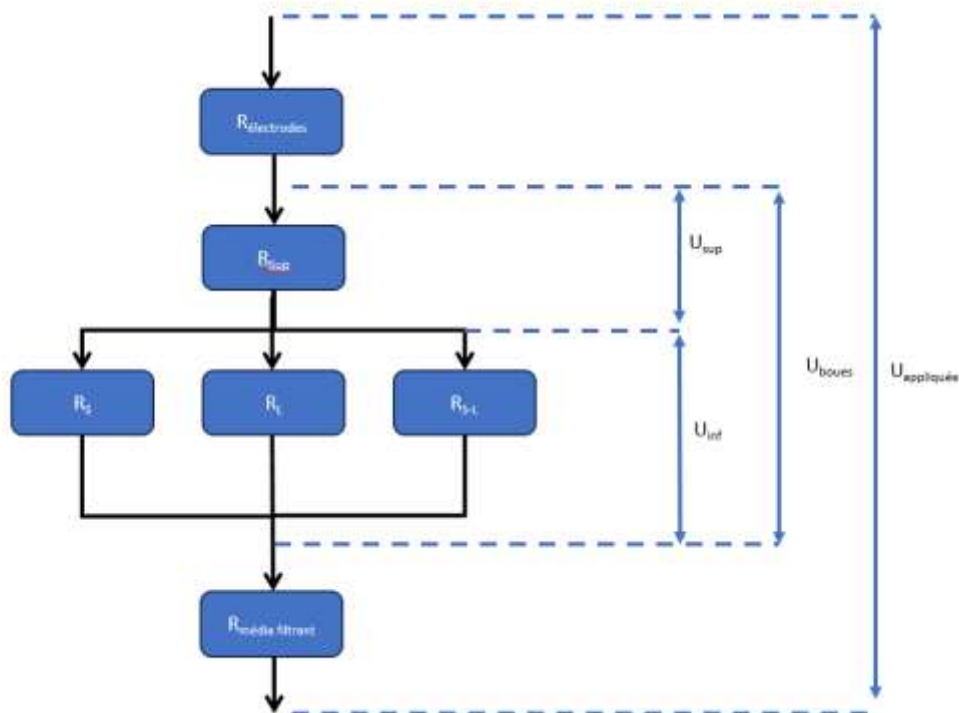 Rélectrodes
Usup
Rsup
Uboues
Uappliquée
RS
RL
RS-L
Uinf
Rmédia filtrant